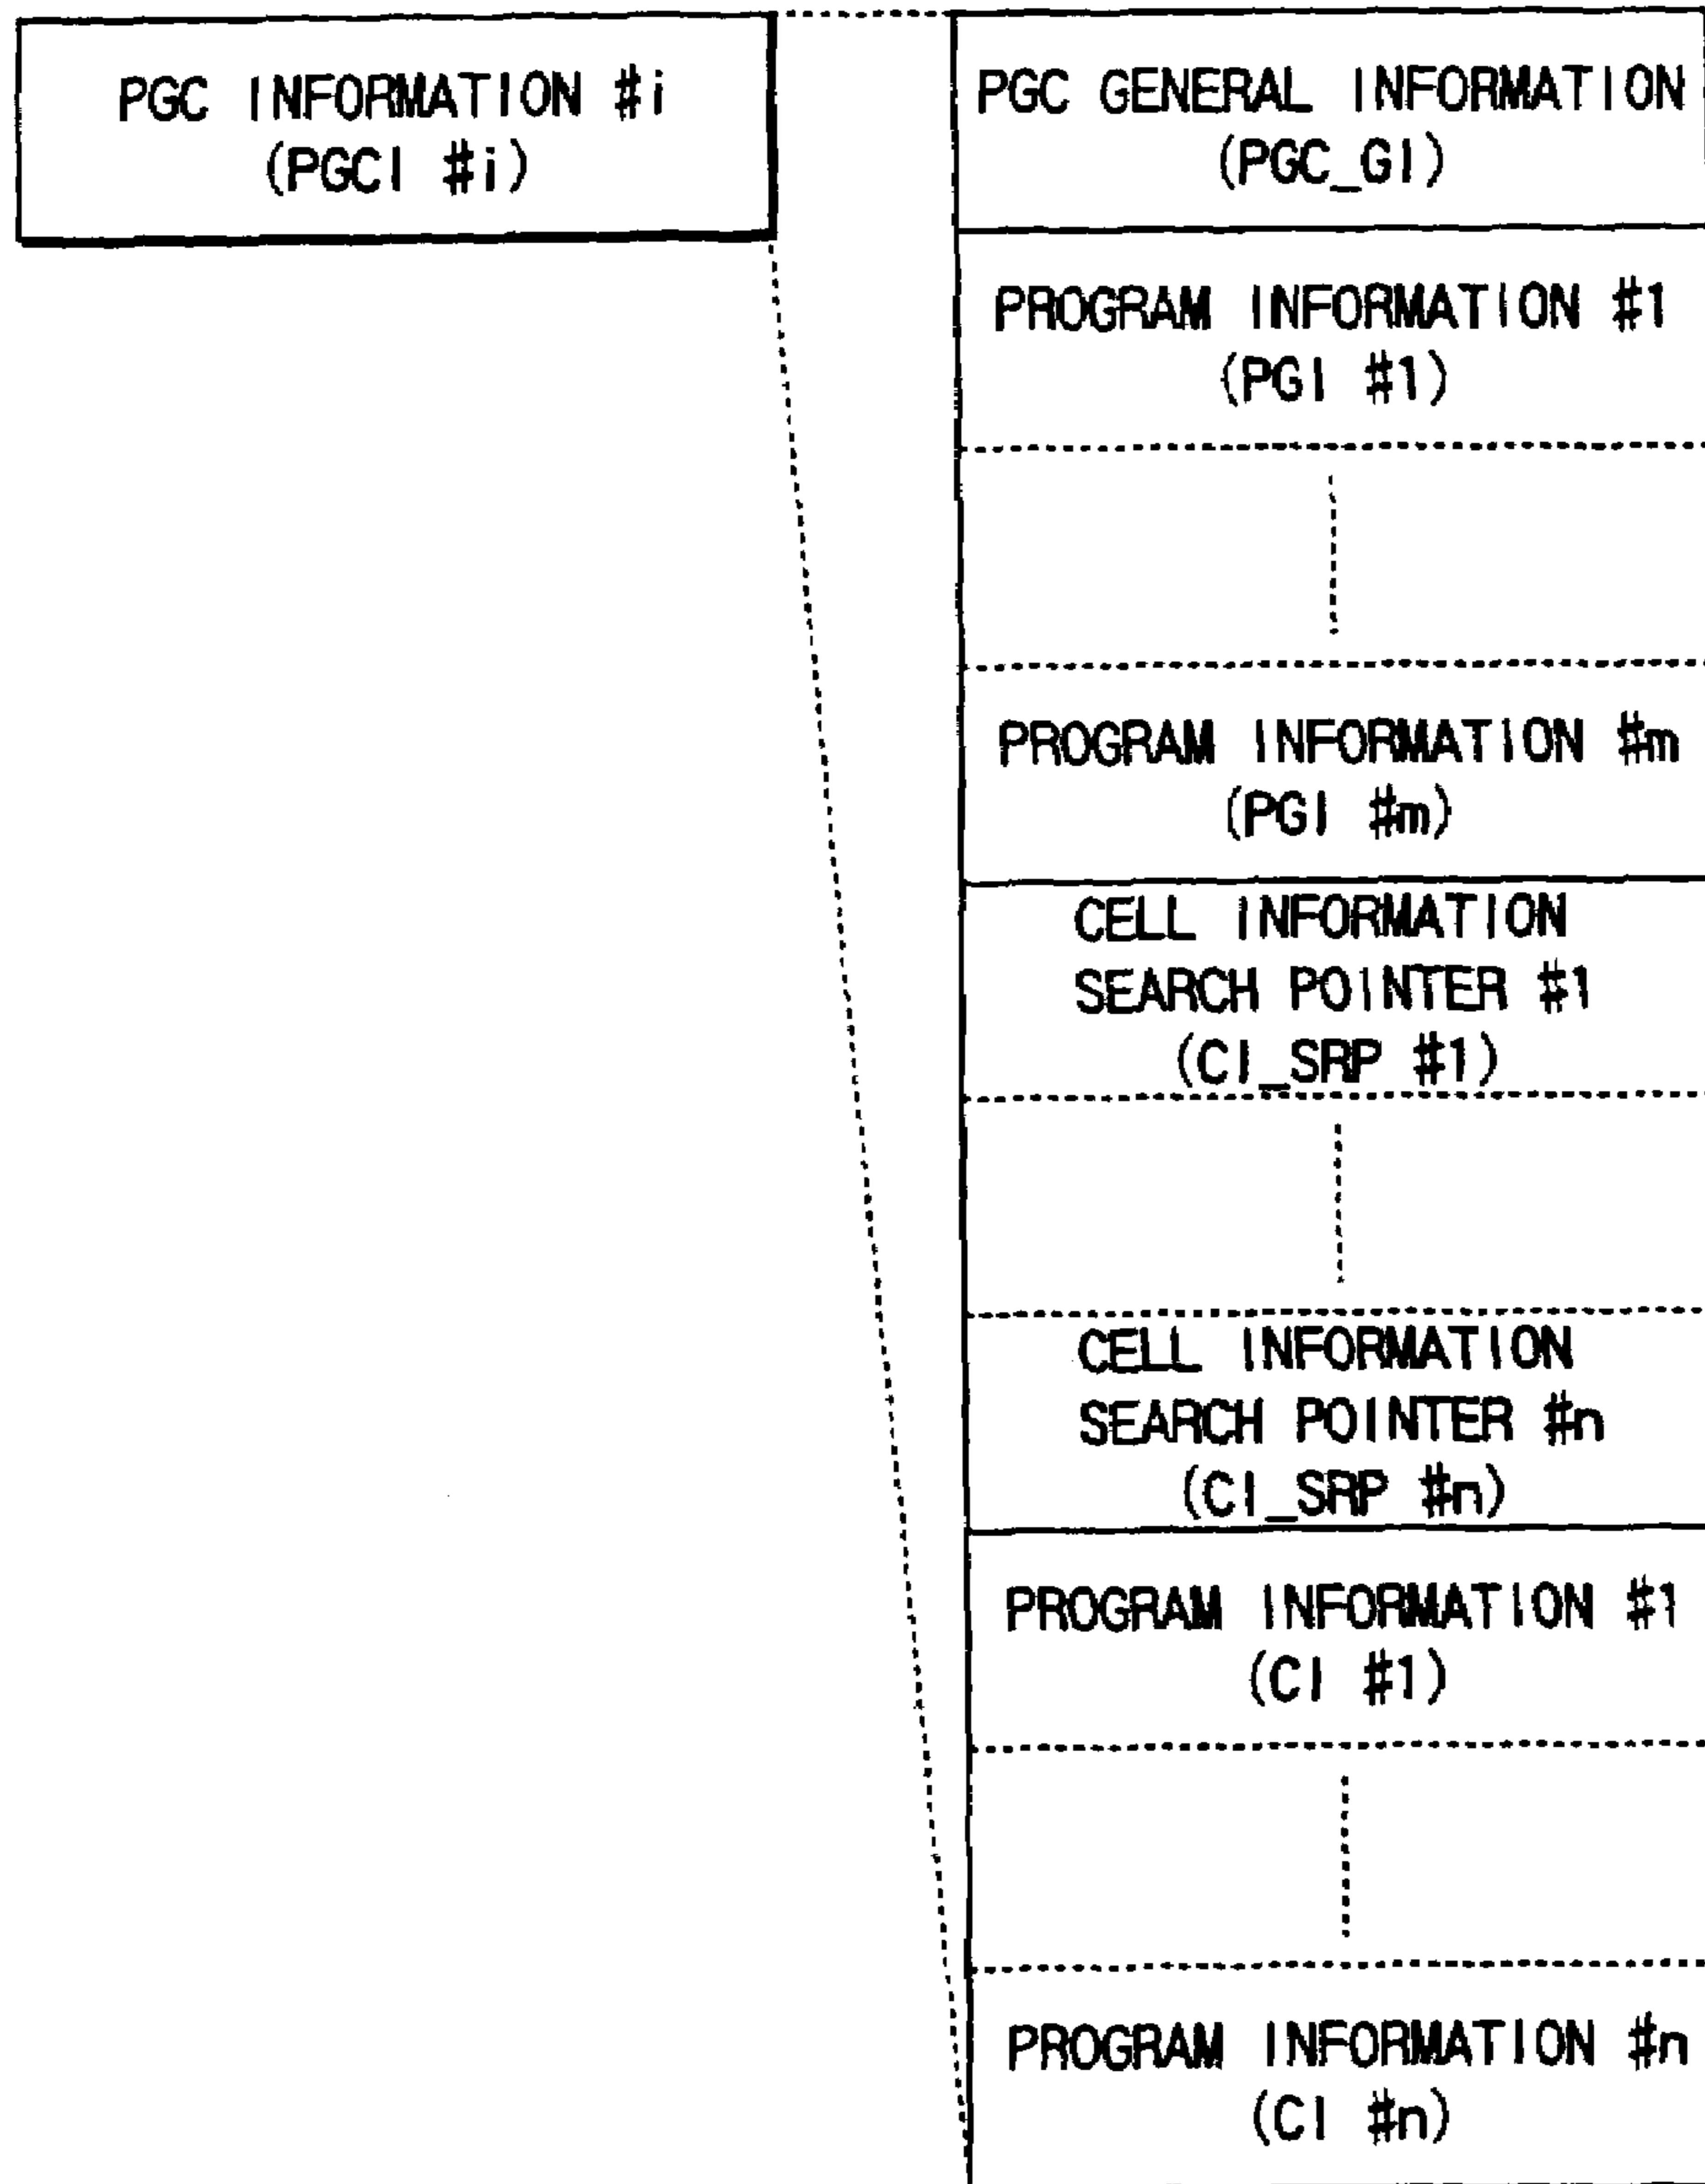 PGC INFORMATION #i
(PGCI #i)
PGC GENERAL INFORMATION
(PGC_GI)
PROGRAM INFORMATION #1
(PGI #1)
PROGRAM INFORMATION #m
(PGI #m)
CELL INFORMATION
SEARCH POINTER #1
(CI_SRP #1)
CELL INFORMATION
SEARCH POINTER #n
(CI_SRP #n)
PROGRAM INFORMATION #1
(CI #1)
PROGRAM INFORMATION #n
(CI #n)